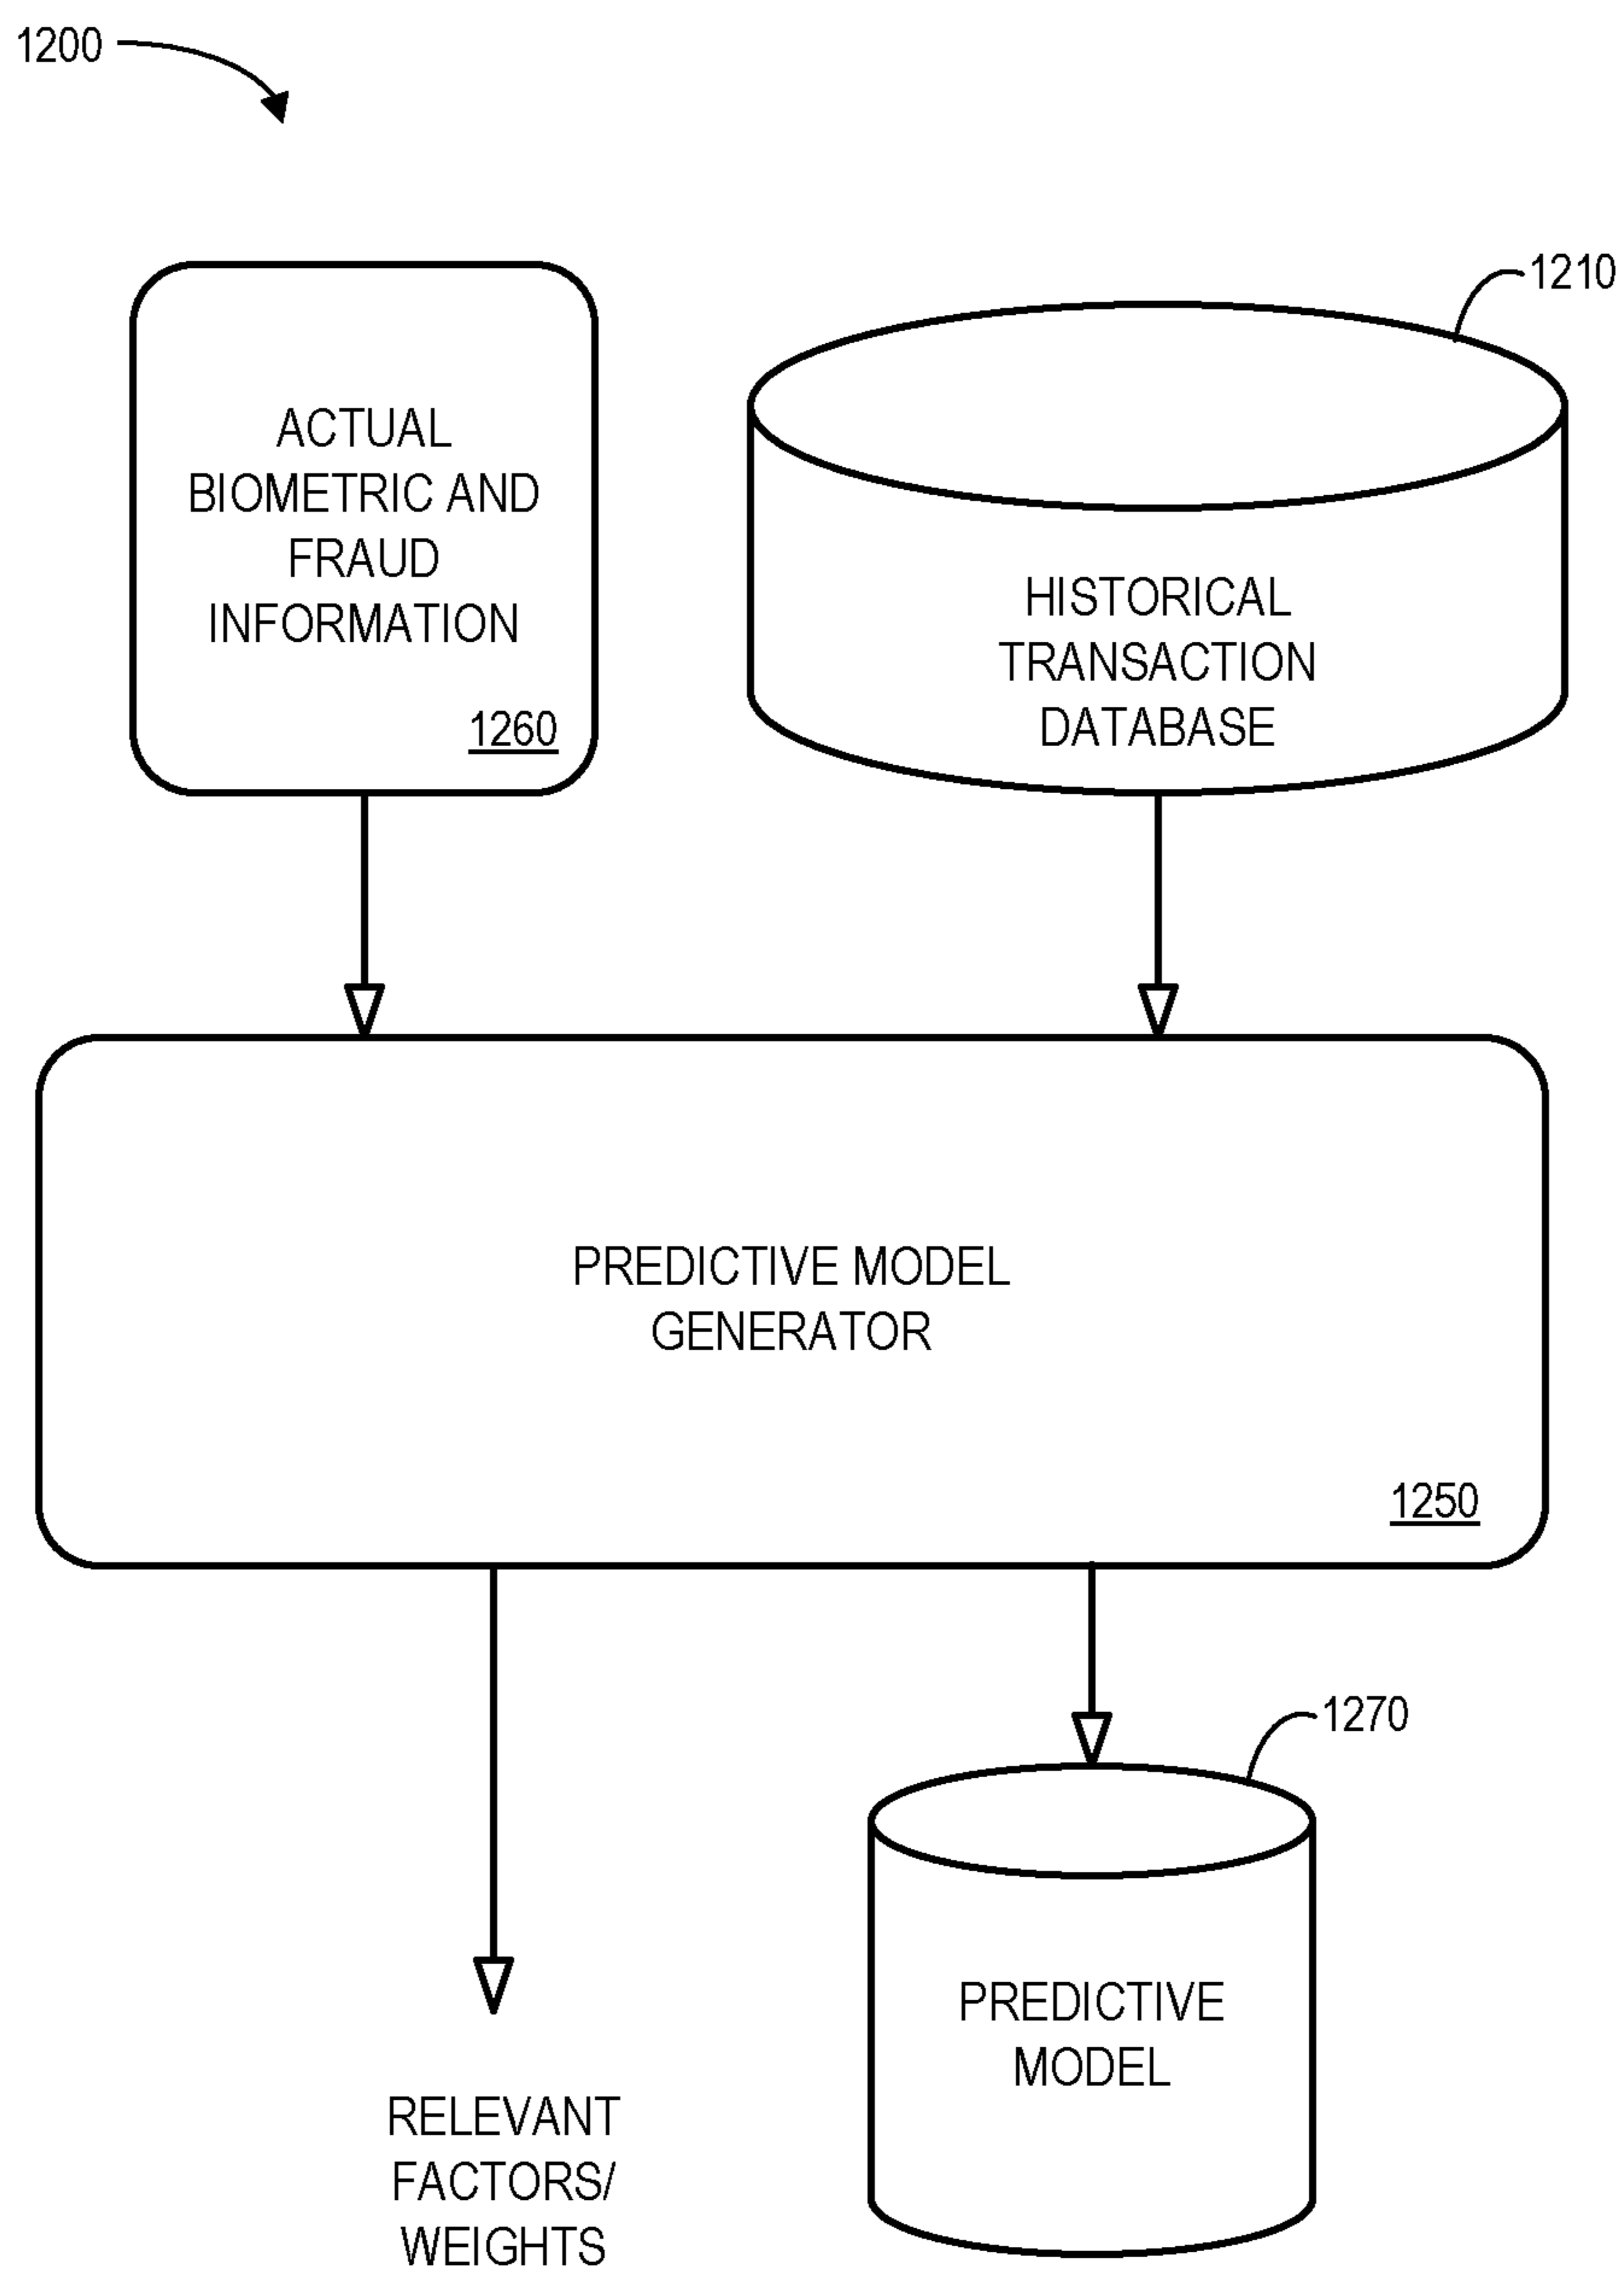 1200
1210
ACTUAL
BIOMETRIC AND
FRAUD
INFORMATION
1260
HISTORICAL
TRANSACTION
DATABASE
PREDICTIVE MODEL
GENERATOR
1250
1270
PREDICTIVE
MODEL
RELEVANT
FACTORS/
WEIGHTS